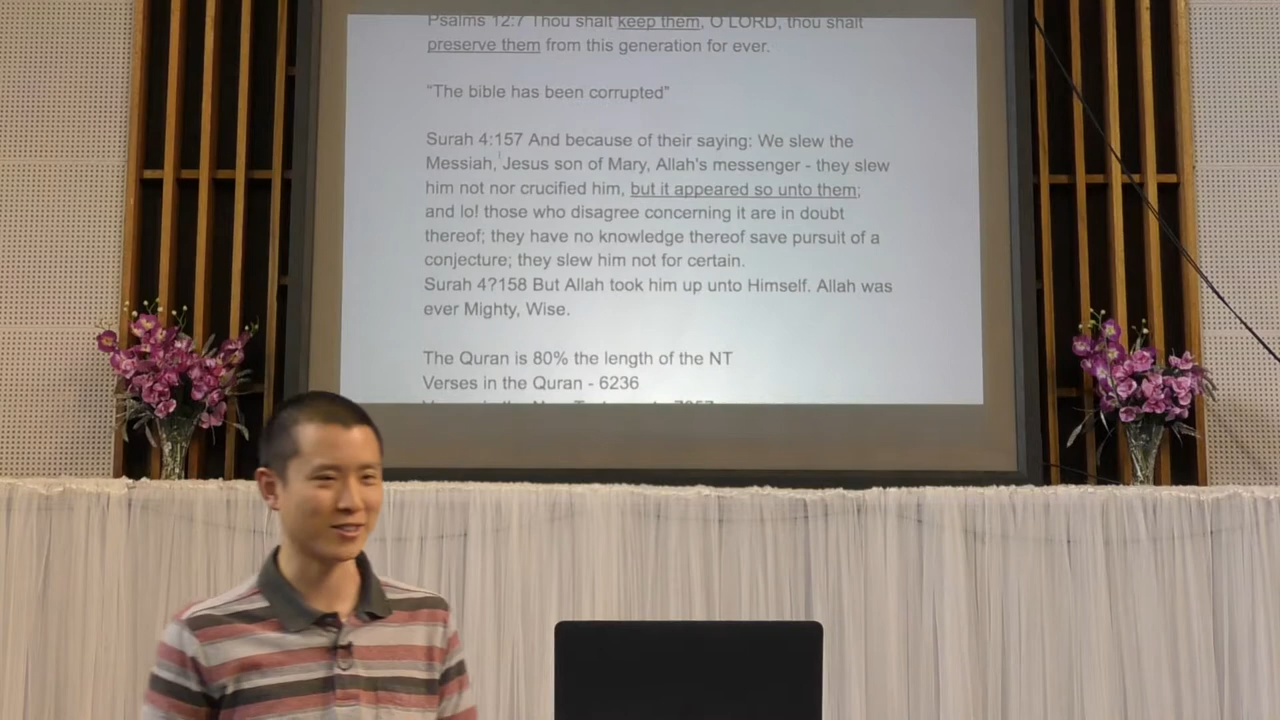 Psalms 12:7 Thou shalt keep them, O LORD, thou shalt
preserve them from this generation for ever.
“The bible has been corrupted”
Surah 4:157 And because of their saying: We slew the
Messiah, Jesus son of Mary, Allah's messenger - they slew
him not nor crucified him, but it appeared so unto them;
and lo! those who disagree concerning it are in doubt
thereof; they have no knowledge thereof save pursuit of a
conjecture; they slew him not for certain.
Surah 4?158 But Allah took him up unto Himself. Allah was
ever Mighty, Wise.
The Quran is 80% the length of the NT
Verses in the Quran - 6236